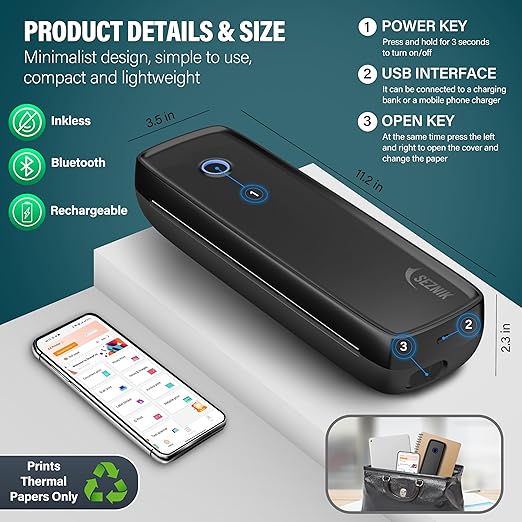 PRODUCT DETAILS & SIZE
Minimalist design, simple to use,
compact and lightweight
Inkless
Bluetooth
Rechargeable
1 POWER KEY
Press and hold for 3 seconds
to turn on/off
2 USB INTERFACE
It can be connected to a charging
bank or a mobile phone charger
3 OPEN KEY
At the same time press the left
and right to open the cover and
change the paper
3.5 in
11.2 in
2.3 in
1
SEZNIK
2
3
Prints
Thermal
Papers Only